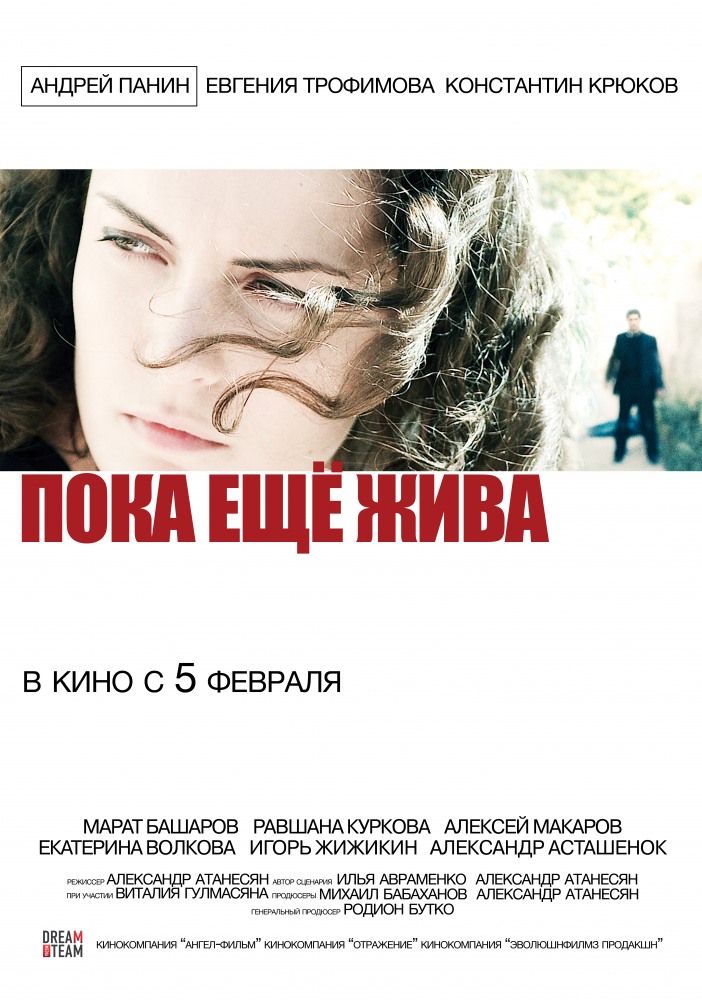 АНДРЕЙ ПАНИН ЕВГЕНИЯ ТРОФИМОВА КОНСТАНТИН КРЮКОВ
ПОКА ЕЩЁ ЖИВА
В КИНО С 5 ФЕВРАЛЯ
МАРАТ БАШАРОВ РАВШАНА КУРКОВА АЛЕКСЕЙ МАКАРОВ
ЕКАТЕРИНА ВОЛКОВА ИГОРЬ ЖИЖИКИН АЛЕКСАНДР АСТАШЕНОК
РЕЖИССЕР АЛЕКСАНДР АТАНЕСЯН АВТОР СЦЕНАРИЯ ИЛЬЯ АВРАМЕНКО АЛЕКСАНДР АТАНЕСЯН
ПРИ УЧАСТИИ ВИТАЛИЯ ГУЛМАСЯНА ПРОДЮСЕРЫ МИХАИЛ БАБАХАНОВ АЛЕКСАНДР АТАНЕСЯН
ГЕНЕРАЛЬНЫЙ ПРОДЮСЕР РОДИОН БУТКО
DREAM
TEAM
КИНОКОМПАНИЯ "АНГЕЛ-ФИЛЬМ" КИНОКОМПАНИЯ "ОТРАЖЕНИЕ" КИНОКОМПАНИЯ "ЭВОЛЮШНФИЛМЗ ПРОДАКШН"